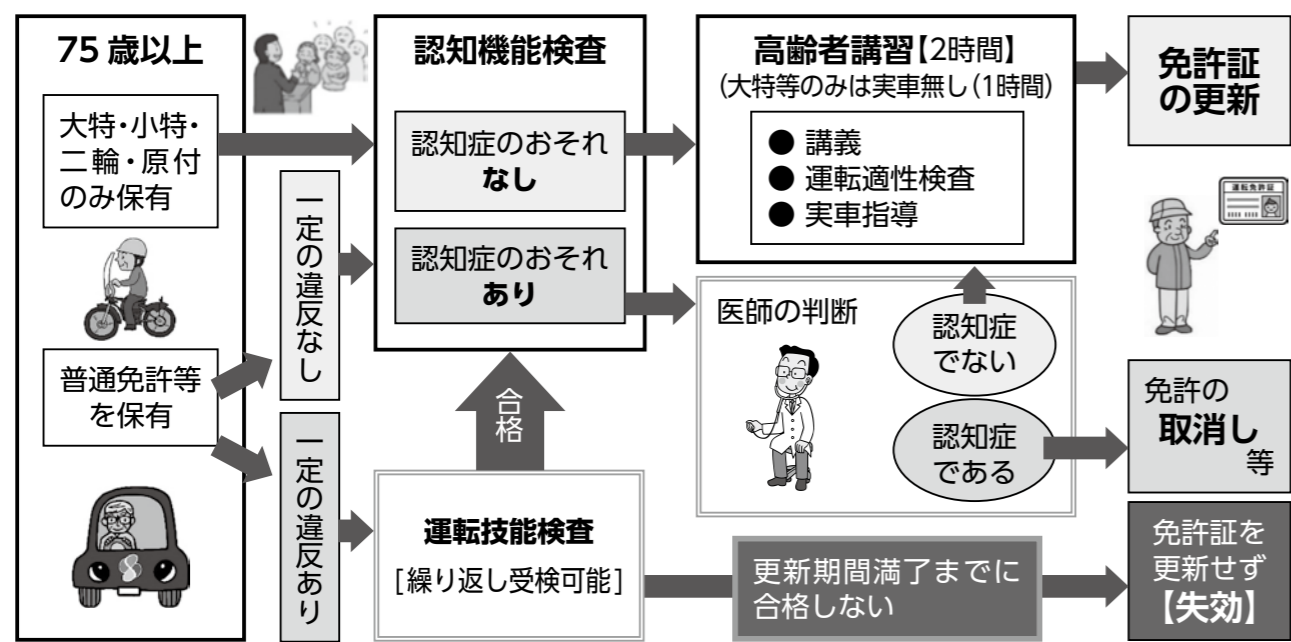 75歳以上
大特・小特・
二輪・原付
のみ保有
普通免許等
を保有
一定の違反なし
一定の違反あり
認知機能検査
認知症のおそれ
なし
認知症のおそれ
あり
合格
運転技能検査
[繰り返し受検可能]
高齢者講習【2時間】
(大特等のみは実車無し(1時間)
● 講義
● 運転適性検査
● 実車指導
医師の判断
認知症
でない
認知症
である
更新期間満了までに
合格しない
免許証
の更新
運転免許証
免許の
取消し
等
免許証を
更新せず
【失効】